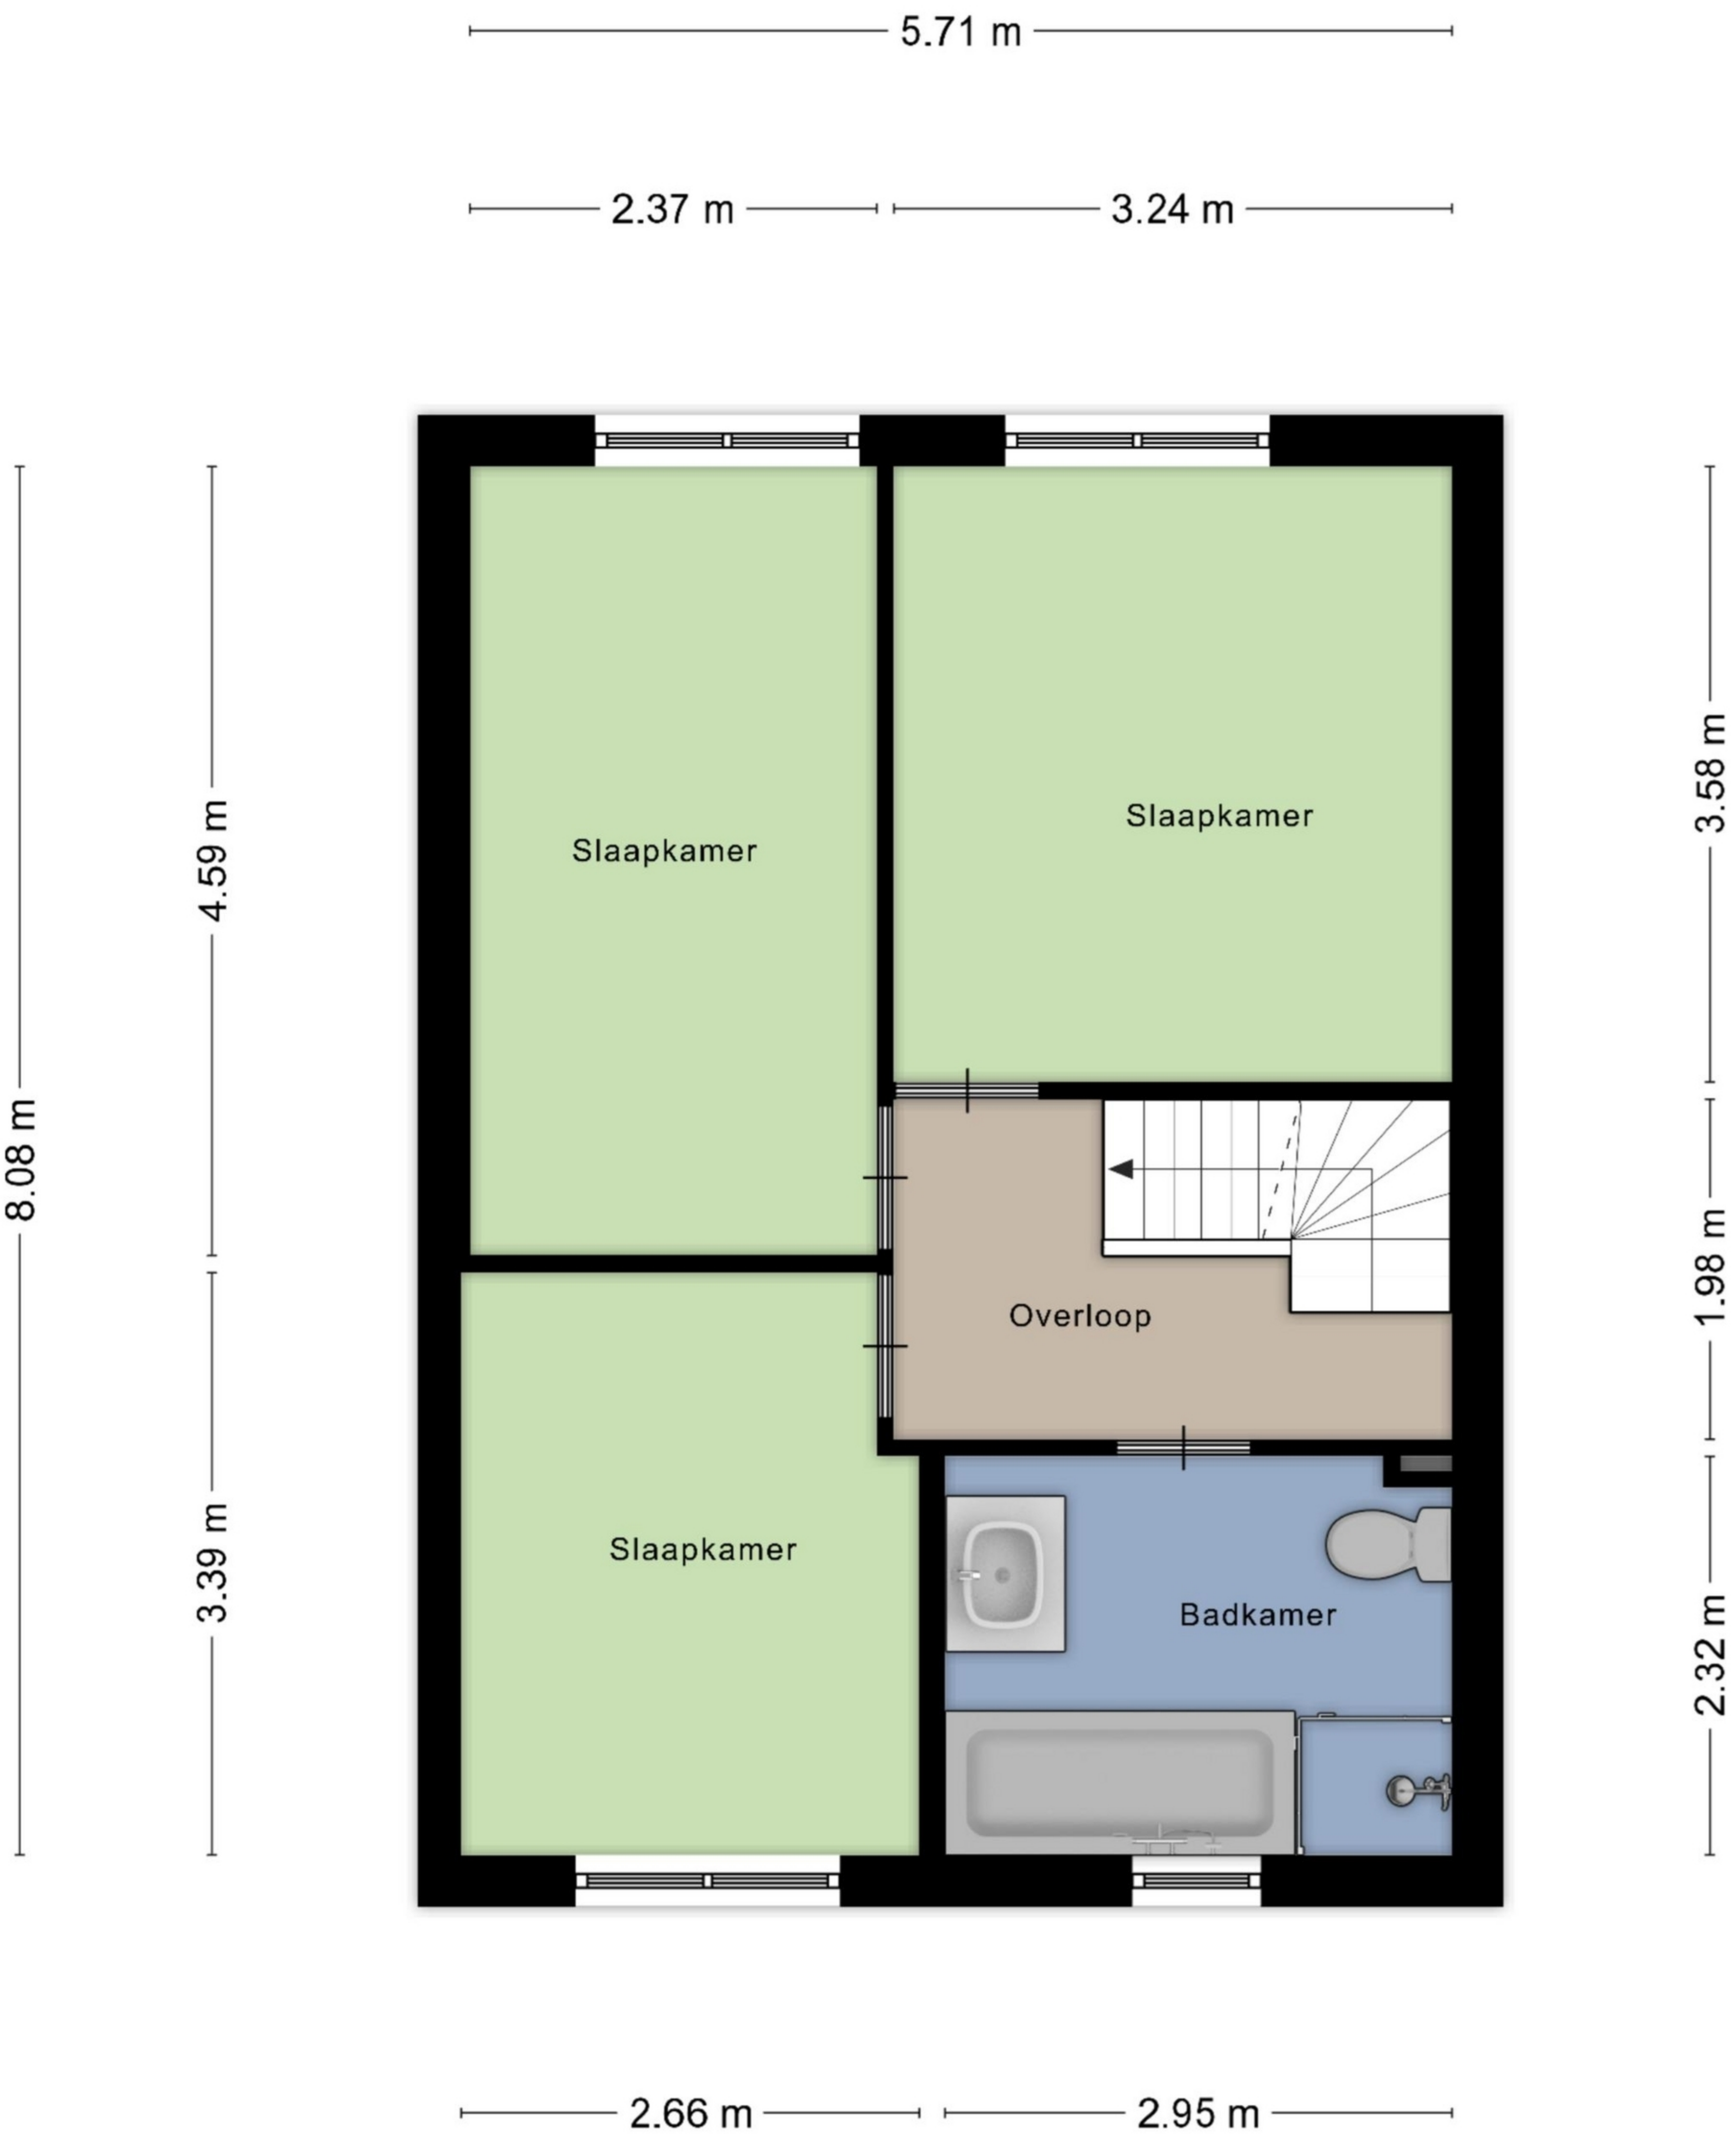 5.71 m
2.37 m
3.24 m
8.08 m
4.59 m
3.39 m
Slaapkamer
Slaapkamer
Overloop
Slaapkamer
Badkamer
3.58 m
1.98 m
2.32 m
2.66 m
2.95 m